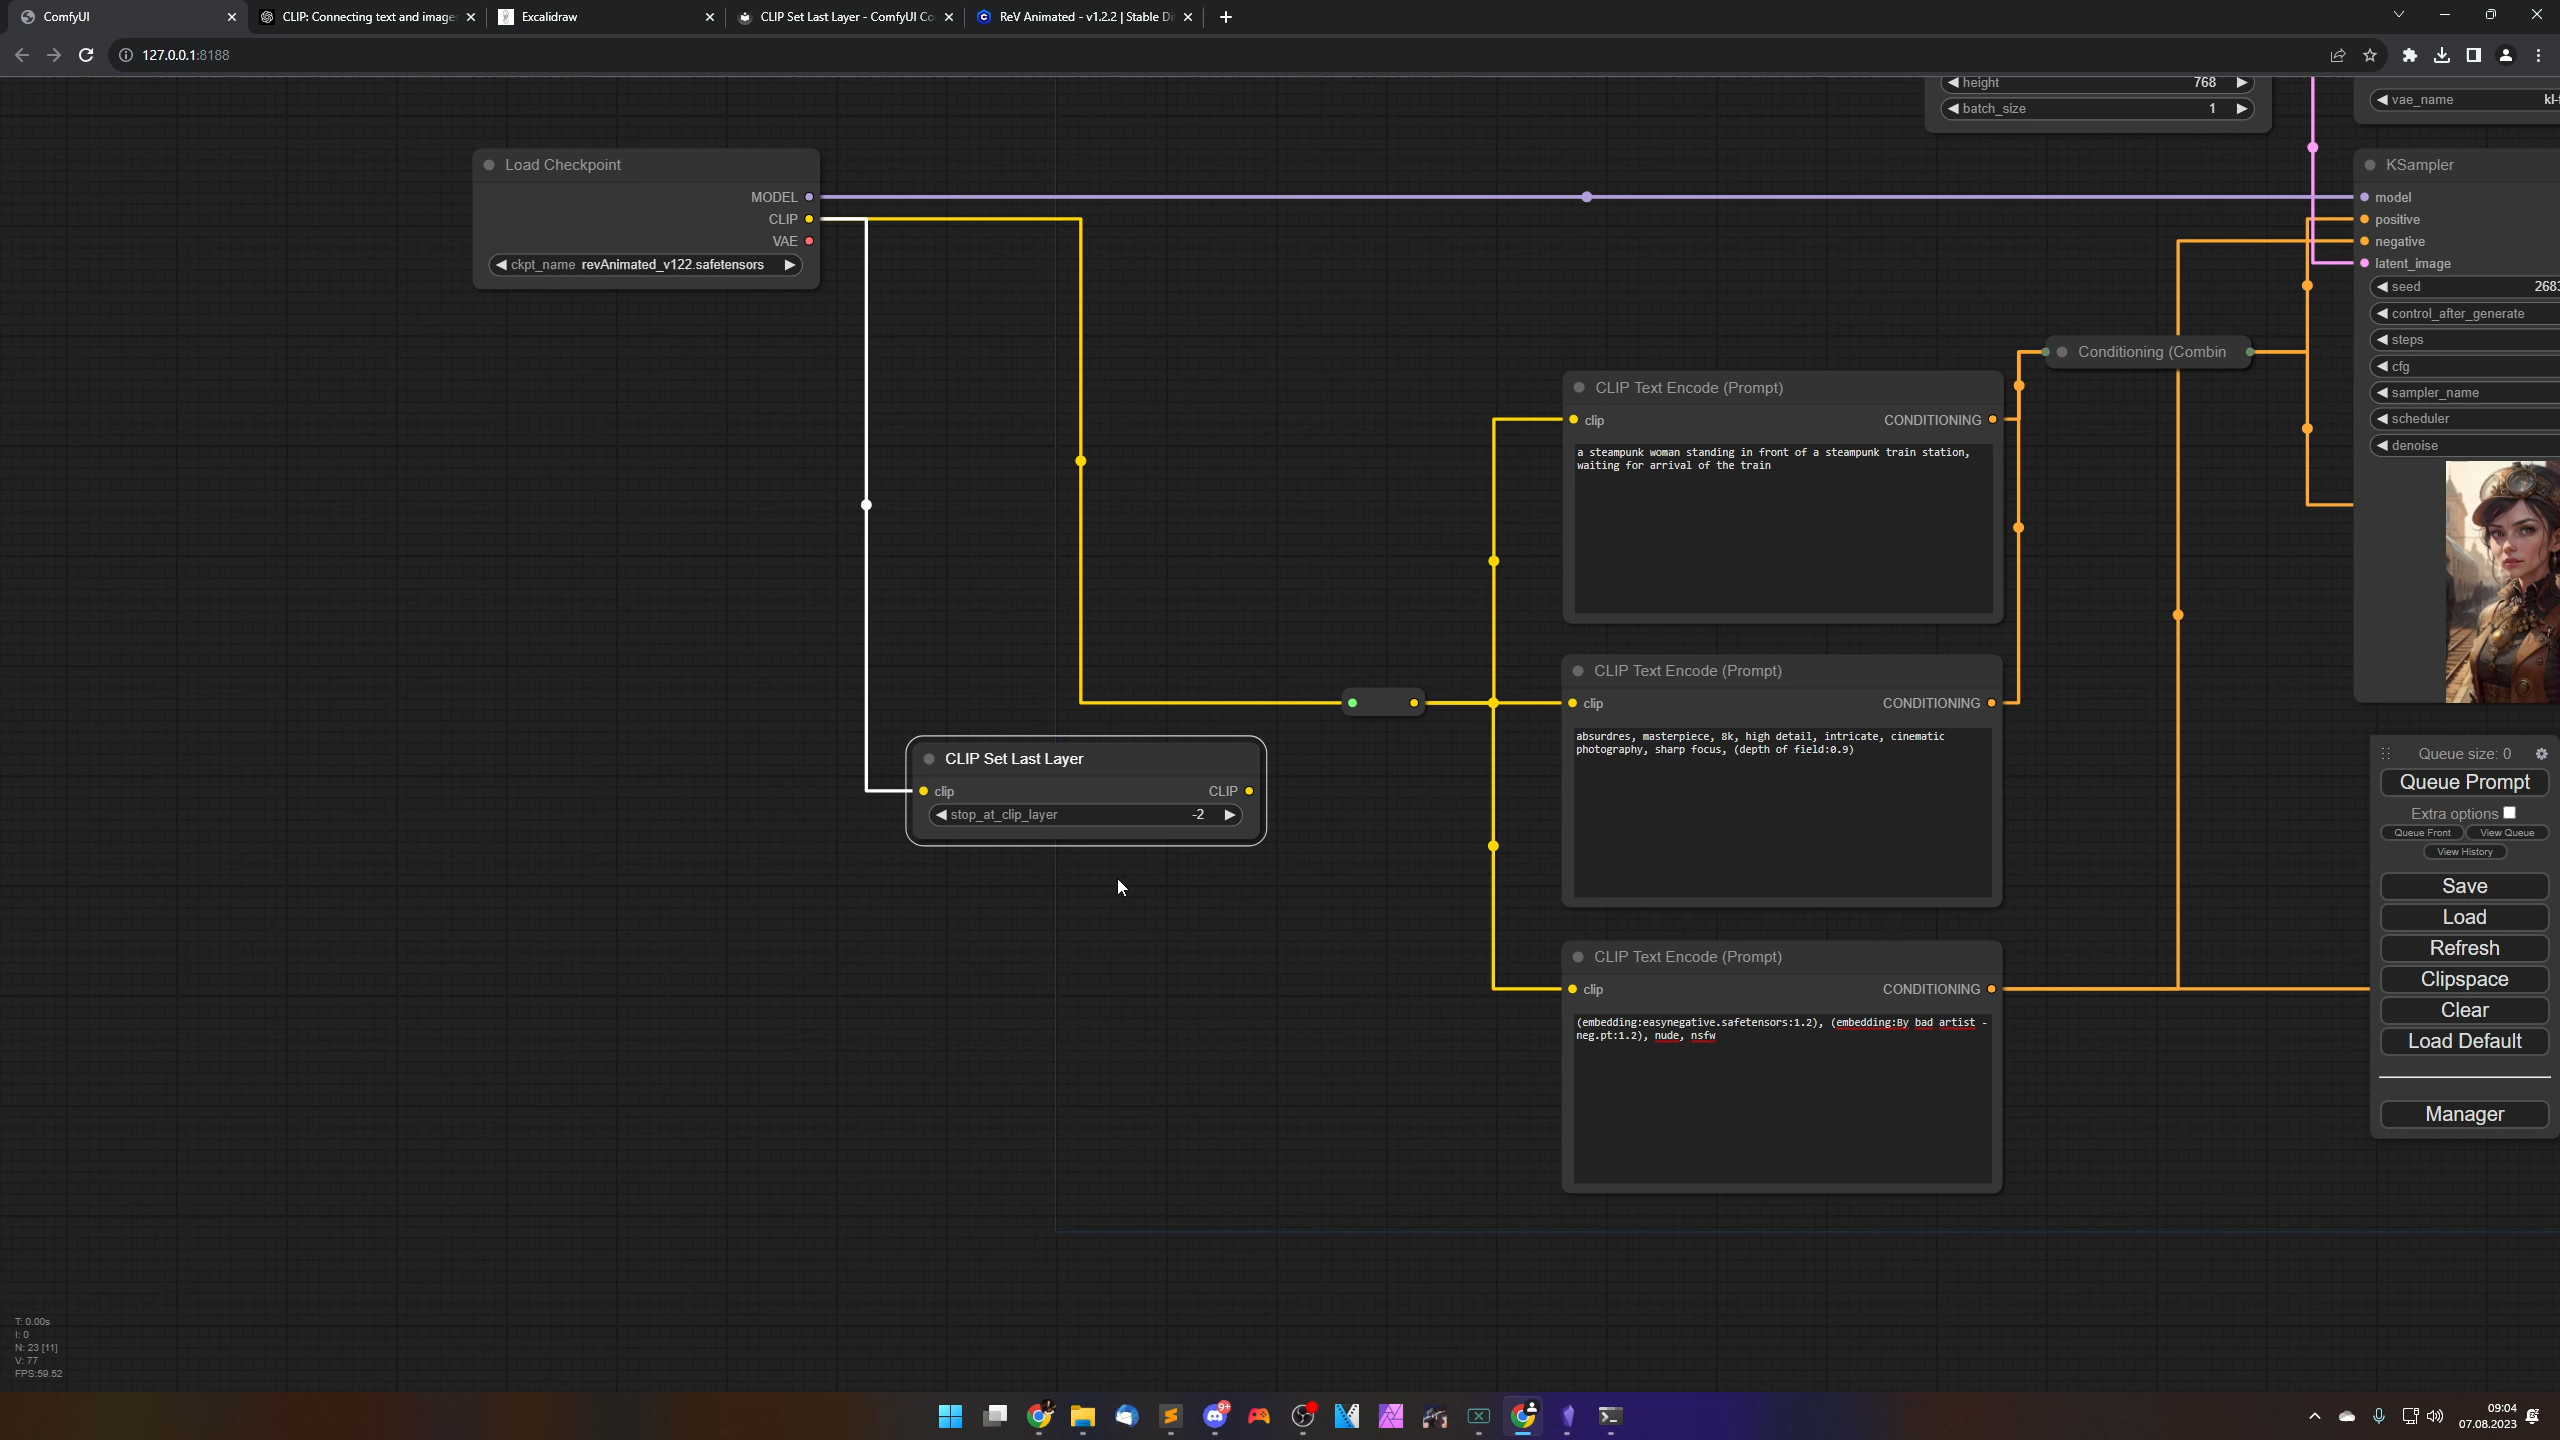 ComfyUI
CLIP: Connecting text and image
Excalidraw
CLIP Set Last Layer - ComfyUI Co
ReV Animated - v1.2.2 | Stable Di
127.0.0.1:8188
height 768
batch_size 1
vae_name kl-
Load Checkpoint
MODEL
CLIP
VAE
ckpt_name revAnimated_v122.safetensors
KSampler
model
positive
negative
latent_image
seed 2683
control_after_generate
steps
cfg
sampler_name
scheduler
denoise
Conditioning (Combin
CLIP Text Encode (Prompt)
clip CONDITIONING
a steampunk woman standing in front of a steampunk train station,
waiting for arrival of the train
CLIP Text Encode (Prompt)
clip CONDITIONING
absurdres, masterpiece, 8k, high detail, intricate, cinematic
photography, sharp focus, (depth of field:0.9)
CLIP Set Last Layer
clip CLIP
stop_at_clip_layer -2
CLIP Text Encode (Prompt)
clip CONDITIONING
(embedding:easynegative.safetensors:1.2), (embedding:By bad artist -
neg.pt:1.2), nude, nsfw
Queue size: 0
Queue Prompt
Extra options
Queue Front View Queue
View History
Save
Load
Refresh
Clipspace
Clear
Load Default
Manager
T: 0.00s
I: 0
N: 23 [11]
V: 77
FPS:59.52
9+
09:04
07.08.2023